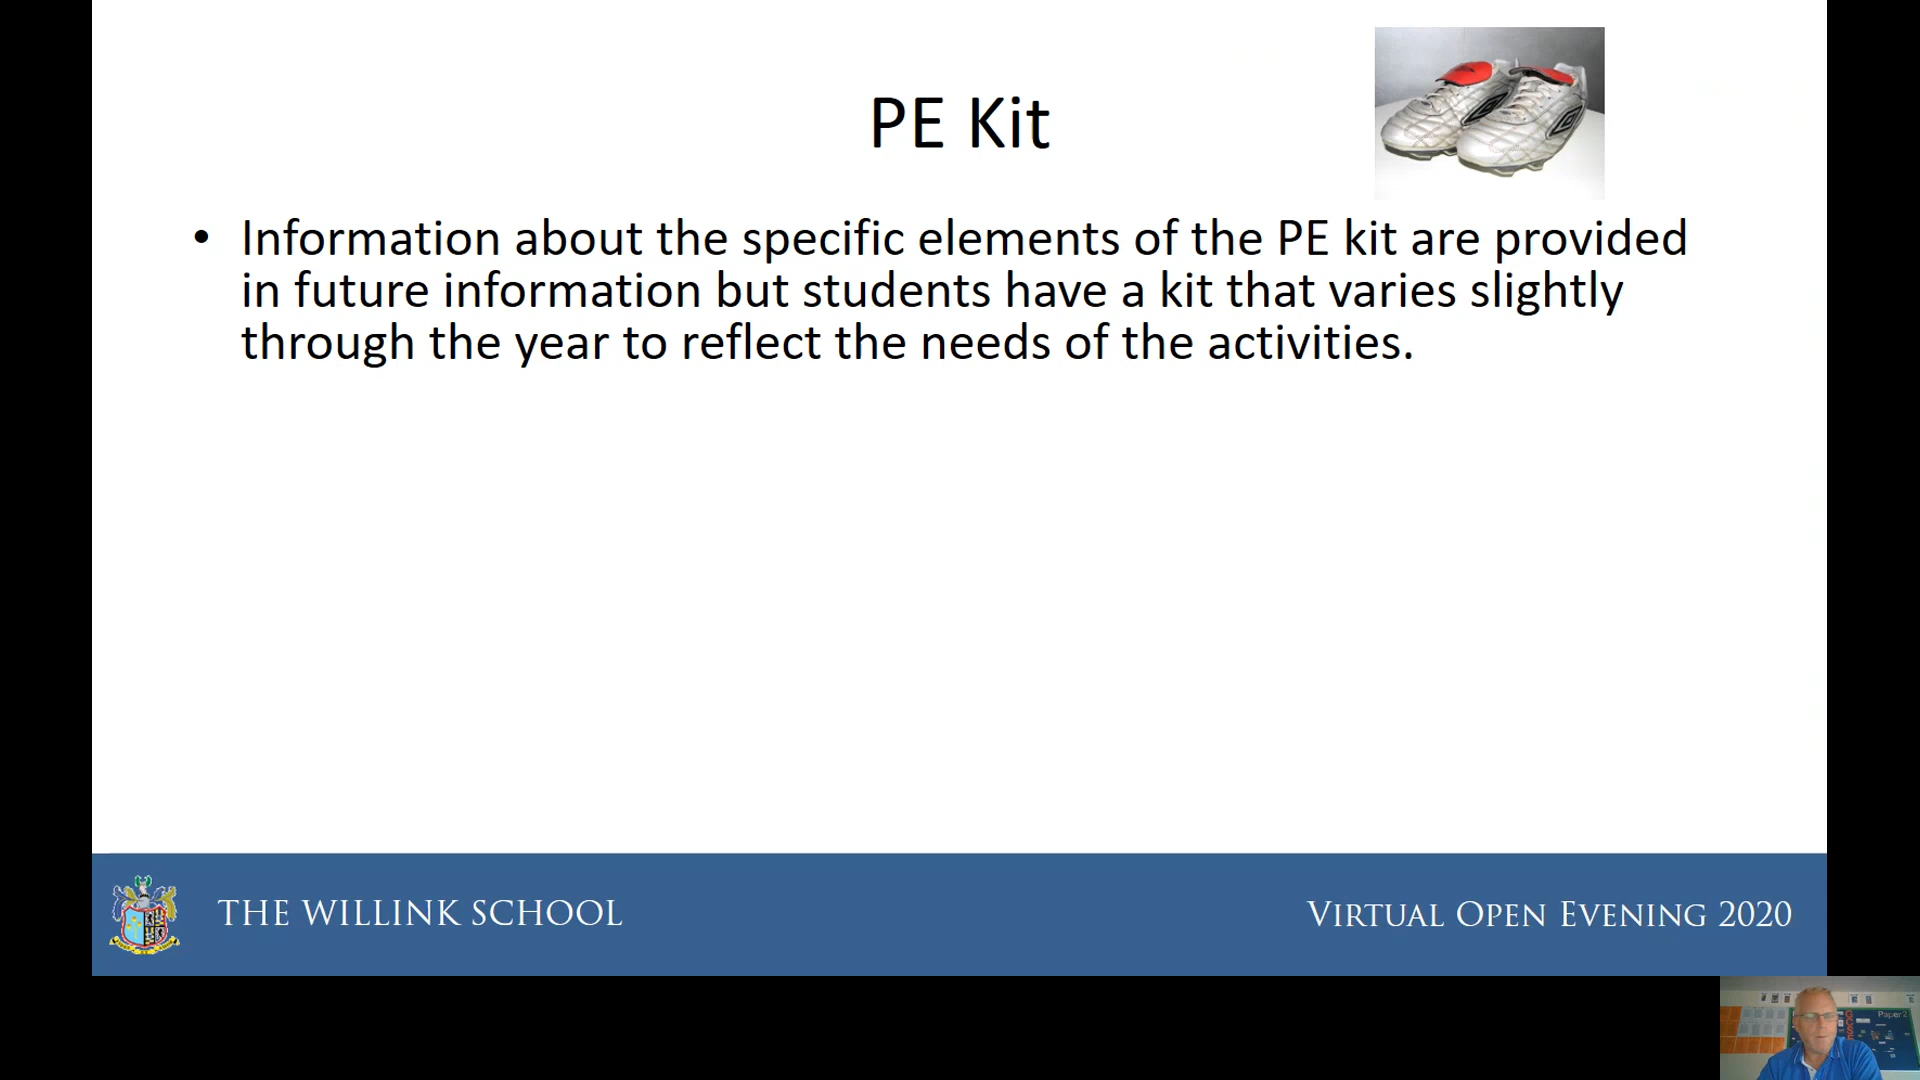 PE Kit
• Information about the specific elements of the PE kit are provided
in future information but students have a kit that varies slightly
through the year to reflect the needs of the activities.
THE WILLINK SCHOOL
VIRTUAL OPEN EVENING 2020
Paper 2